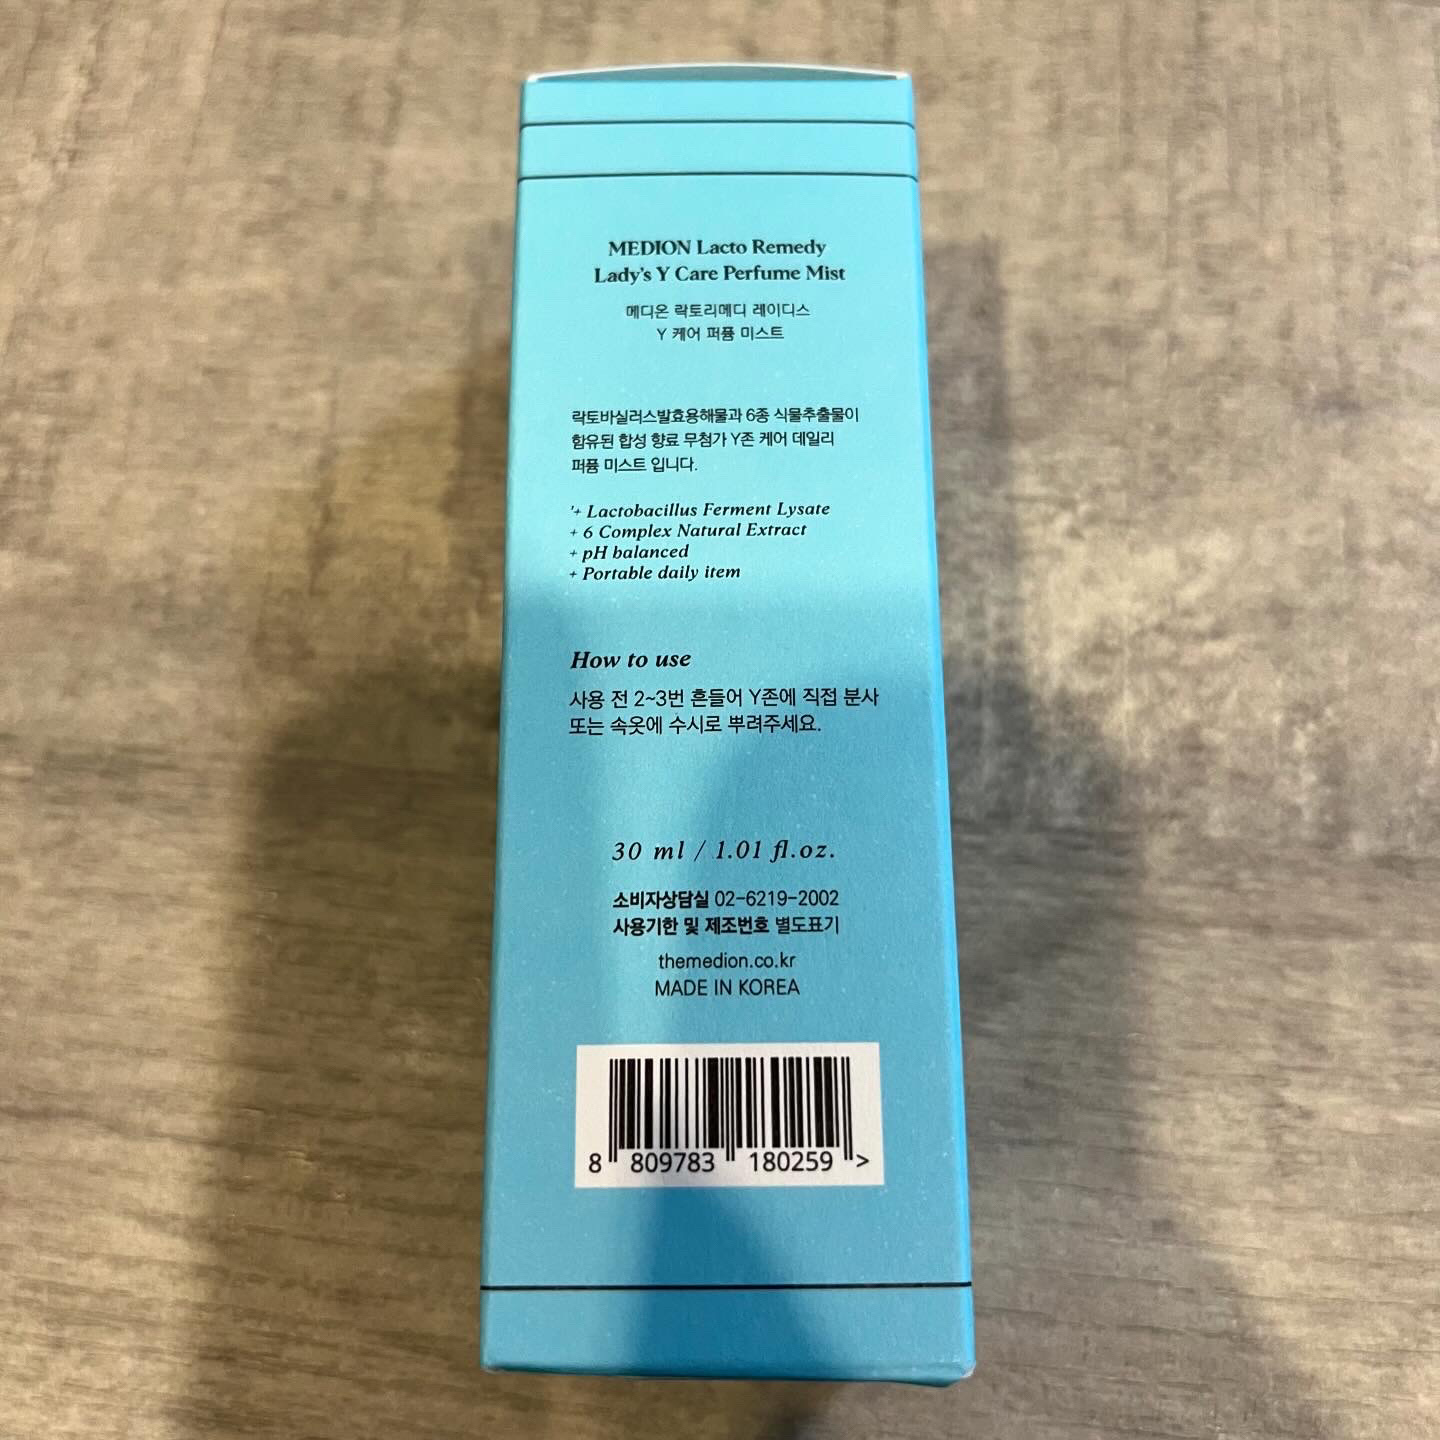 MEDION Lacto Remedy
Lady's Y Care Perfume Mist
메디온 락토리메디 레이디스
Y 케어 퍼퓸 미스트
락토바실러스발효용해물과 6종 식물추출물이
함유된 합성 향료 무첨가 Y존 케어 데일리
퍼퓸 미스트 입니다.
'+ Lactobacillus Ferment Lysate
+ 6 Complex Natural Extract
+ pH balanced
+ Portable daily item
How to use
사용 전 2~3번 흔들어 Y존에 직접 분사
또는 속옷에 수시로 뿌려주세요.
30 ml / 1.01 fl.oz.
소비자상담실 02-6219-2002
사용기한 및 제조번호 별도표기
themedion.co.kr
MADE IN KOREA
8 809783 180259 >